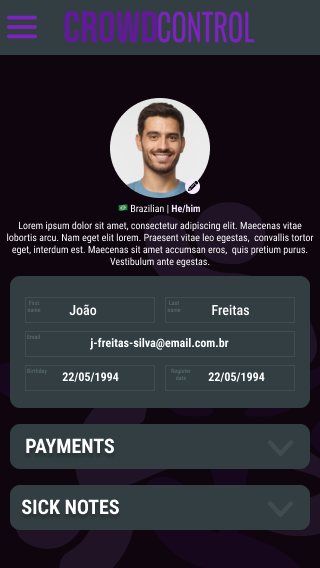 CROWDCONTROL
Brazilian | He/him
Lorem ipsum dolor sit amet, consectetur adipiscing elit. Maecenas vitae
lobortis arcu. Nam eget elit lorem. Praesent vitae leo egestas, convallis tortor
eget, interdum est. Maecenas sit amet accumsan eros, quis pretium purus.
Vestibulum ante egestas.
First name
João
Last name
Freitas
Email
j-freitas-silva@email.com.br
Birthday
22/05/1994
Register date
22/05/1994
PAYMENTS
SICK NOTES